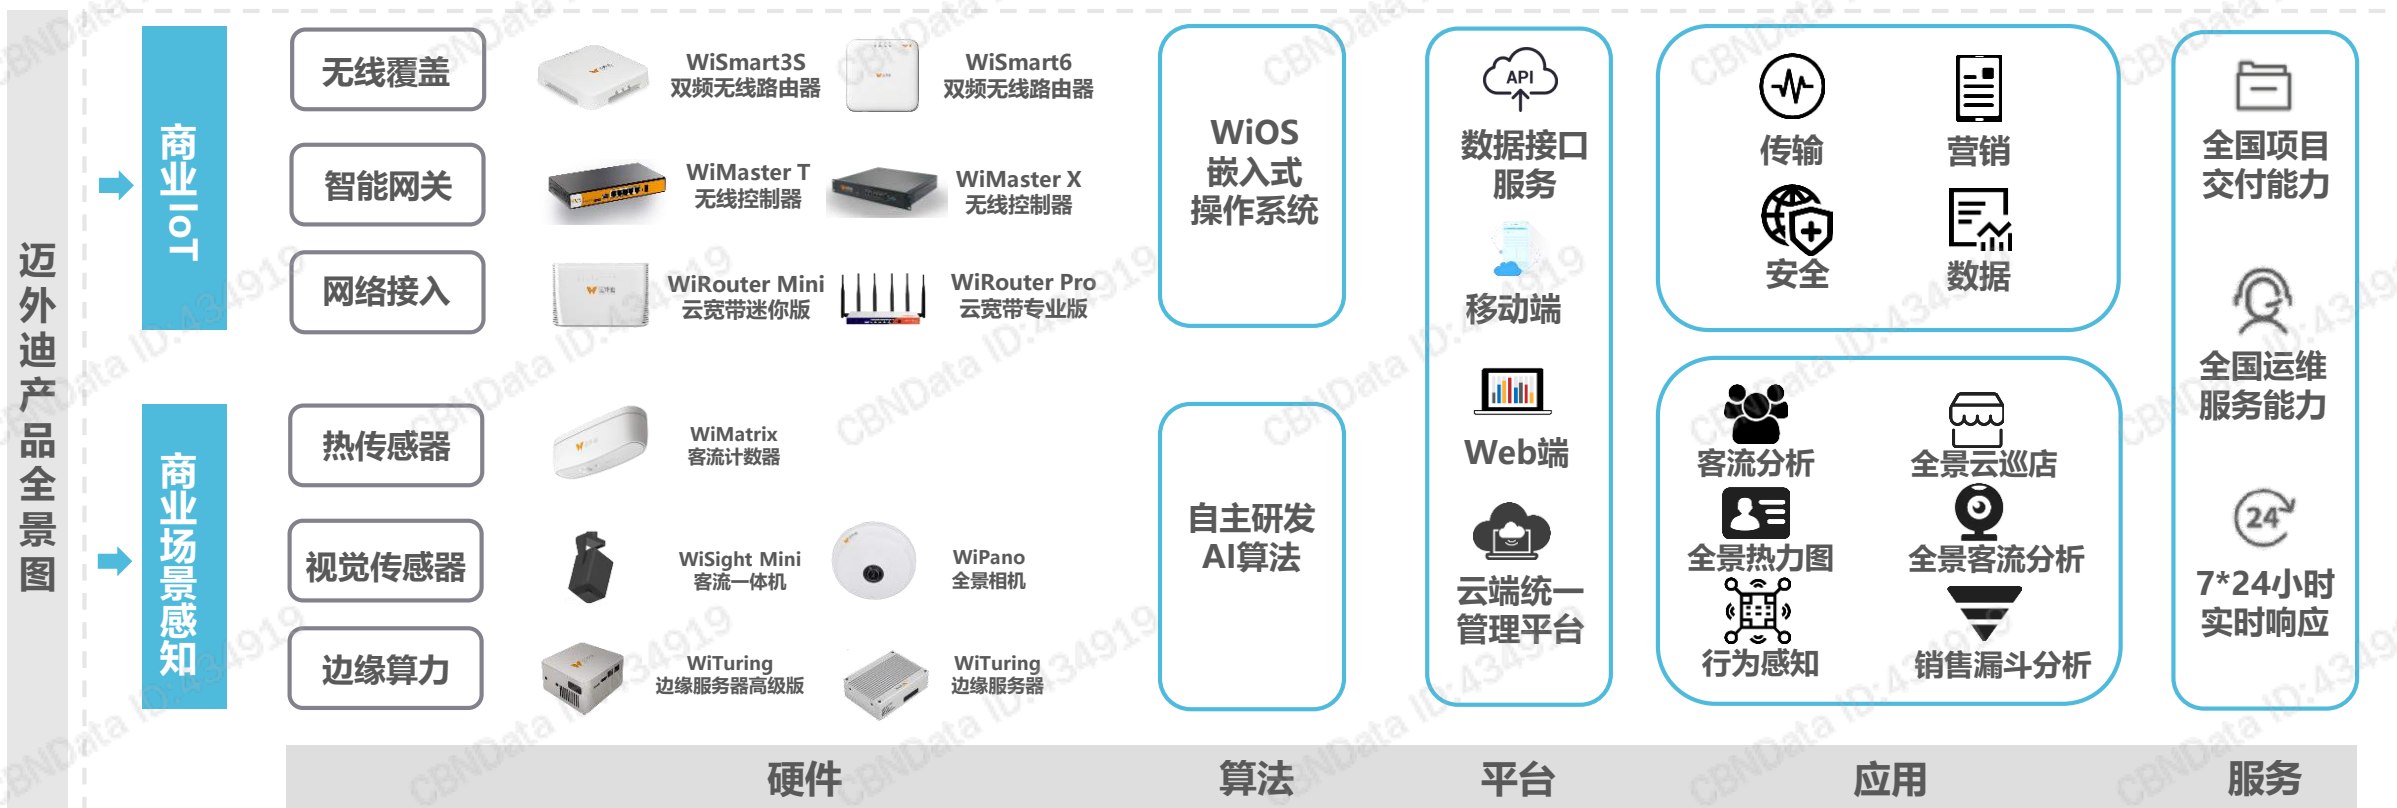 迈外迪产品全景图
商业IoT
无线覆盖
WiSmart3S
双频无线路由器
WiSmart6
双频无线路由器
智能网关
WiMaster T
无线控制器
WiMaster X
无线控制器
网络接入
WiRouter Mini
云宽带迷你版
WiRouter Pro
云宽带专业版
商业场景感知
热传感器
WiMatrix
客流计数器
视觉传感器
WiSight Mini
客流一体机
WiPano
全景相机
边缘算力
WiTuring
边缘服务器高级版
WiTuring
边缘服务器
WiOS
嵌入式
操作系统
自主研发
AI算法
API
数据接口
服务
移动端
Web端
云端统一
管理平台
传输
营销
安全
数据
客流分析
全景云巡店
全景热力图
全景客流分析
行为感知
销售漏斗分析
全国项目
交付能力
全国运维
服务能力
24
7*24小时
实时响应
硬件
算法
平台
应用
服务
CBNData ID:434919